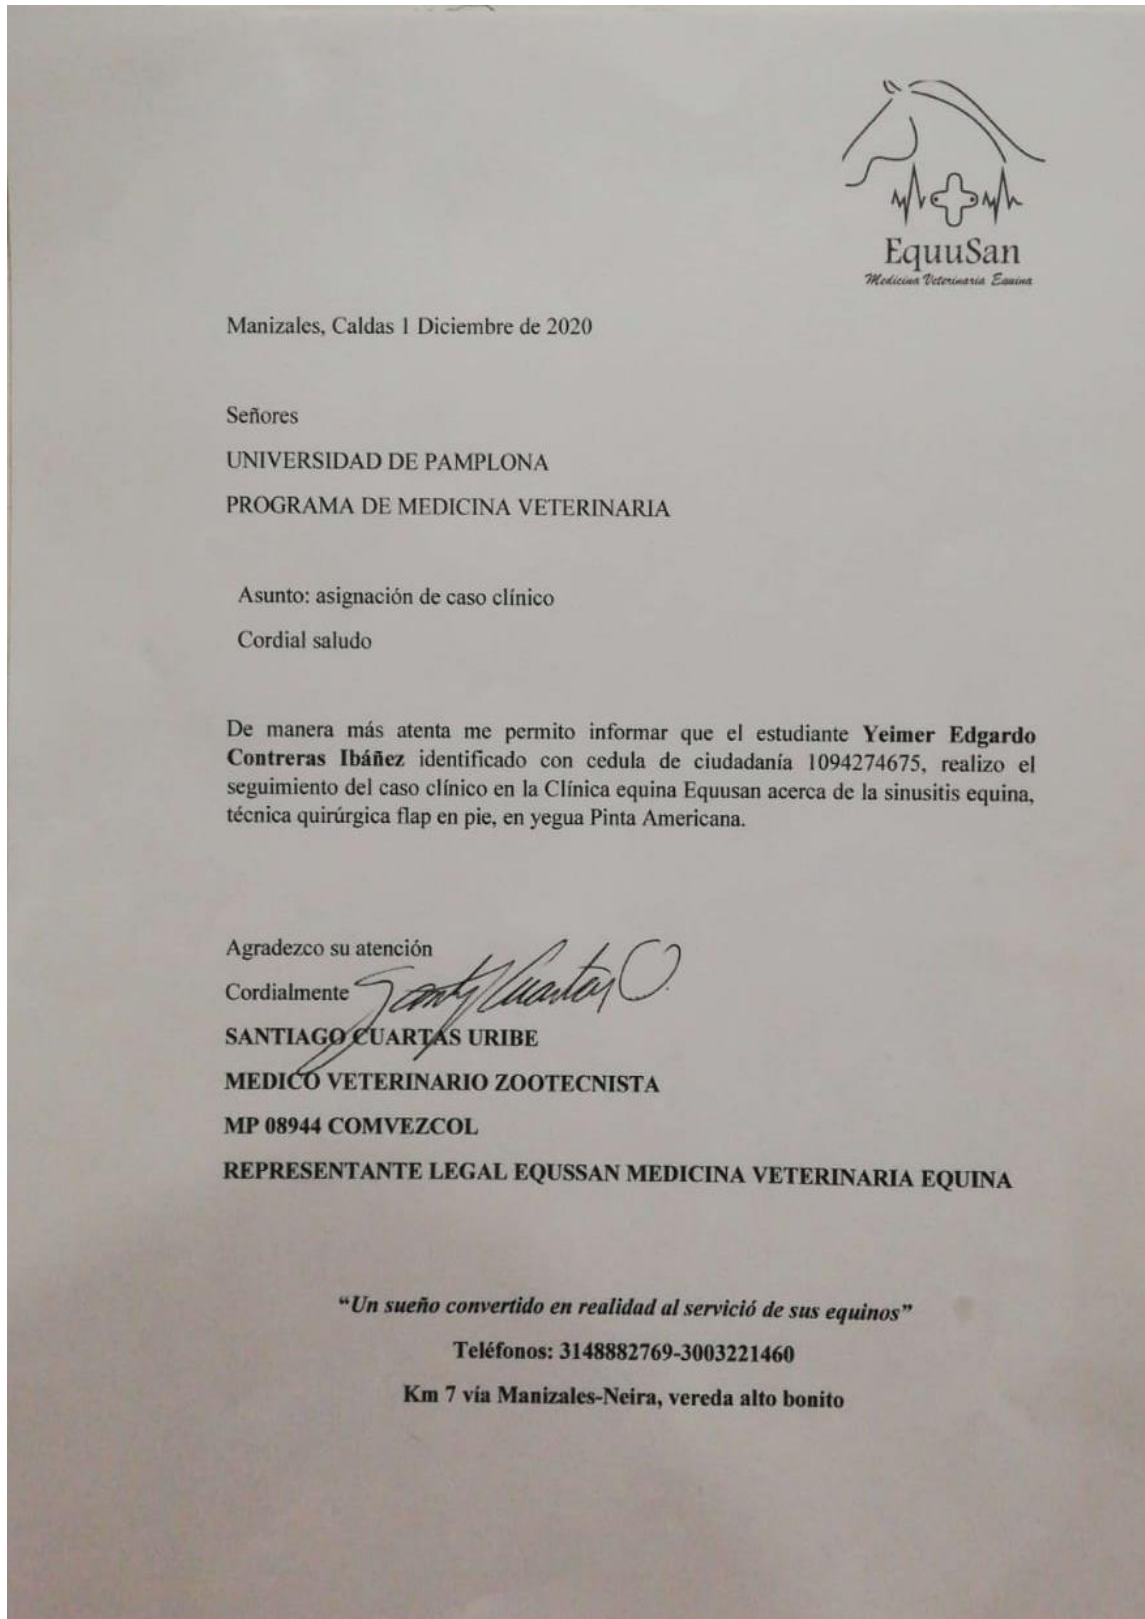 EquuSan
Medicina Veterinaria Equina
Manizales, Caldas 1 Diciembre de 2020
Señores
UNIVERSIDAD DE PAMPLONA
PROGRAMA DE MEDICINA VETERINARIA
Asunto: asignación de caso clínico
Cordial saludo
De manera más atenta me permito informar que el estudiante Yeimer Edgardo
Contreras Ibáñez identificado con cedula de ciudadanía 1094274675, realizo el
seguimiento del caso clínico en la Clínica equina Equusan acerca de la sinusitis equina,
técnica quirúrgica flap en pie, en yegua Pinta Americana.
Agradezco su atención
Cordialmente
SANTIAGO CUARTAS URIBE
MEDICO VETERINARIO ZOOTECNISTA
MP 08944 COMVEZCOL
REPRESENTANTE LEGAL EQUSSAN MEDICINA VETERINARIA EQUINA
“Un sueño convertido en realidad al servició de sus equinos”
Teléfonos: 3148882769-3003221460
Km 7 vía Manizales-Neira, vereda alto bonito